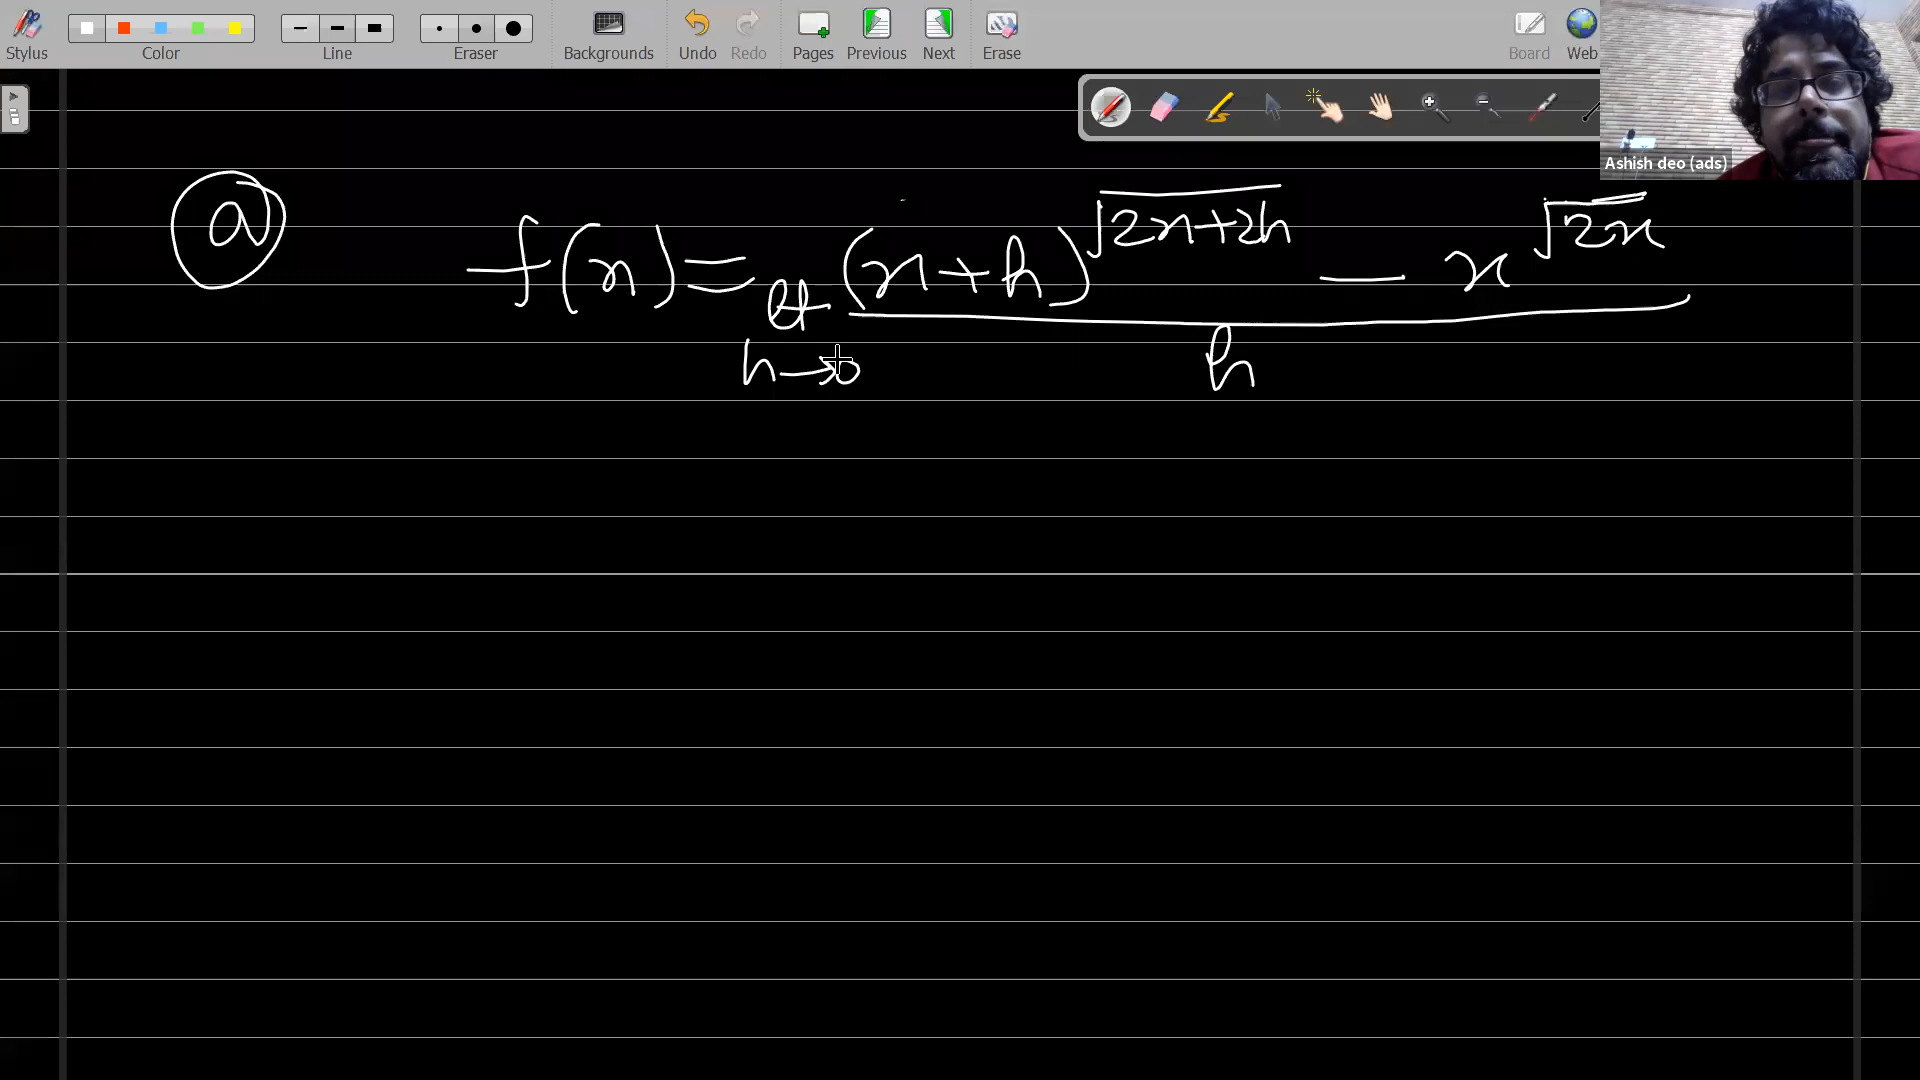 Stylus Color Line Eraser Backgrounds Undo Redo Pages Previous Next Erase Board Web
Ashish deo (ads)
(a) f(x) = lt h→0 ((x+h)^√(2x+2h) − x^√(2x)) / h